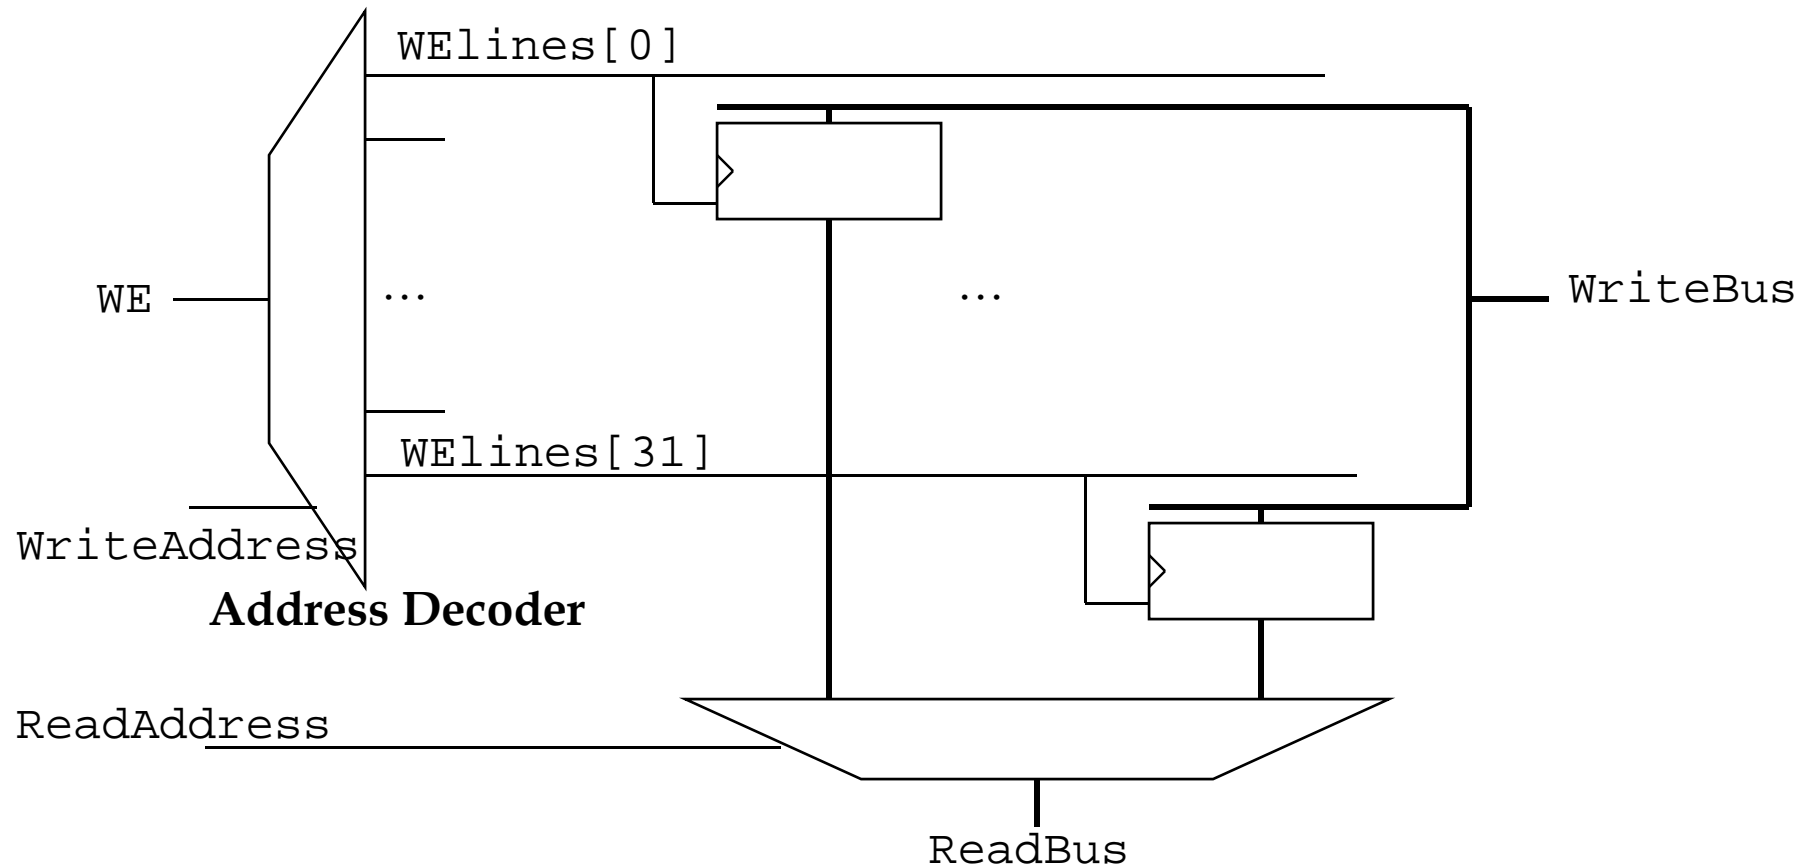 WElines[0]
WE
...
...
WriteBus
WElines[31]
WriteAddress
Address Decoder
ReadAddress
ReadBus